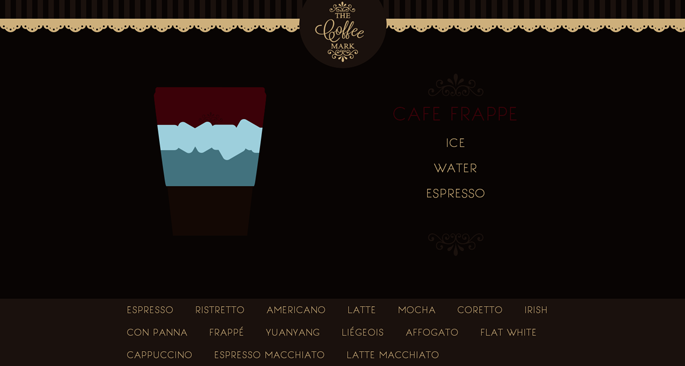 THE
Coffee
MARK
CAFE FRAPPE
ICE
WATER
ESPRESSO
ESPRESSO RISTRETTO AMERICANO LATTE MOCHA CORETTO IRISH
CON PANNA FRAPPÉ YUANYANG LIÉGEOIS AFFOGATO FLAT WHITE
CAPPUCCINO ESPRESSO MACCHIATO LATTE MACCHIATO